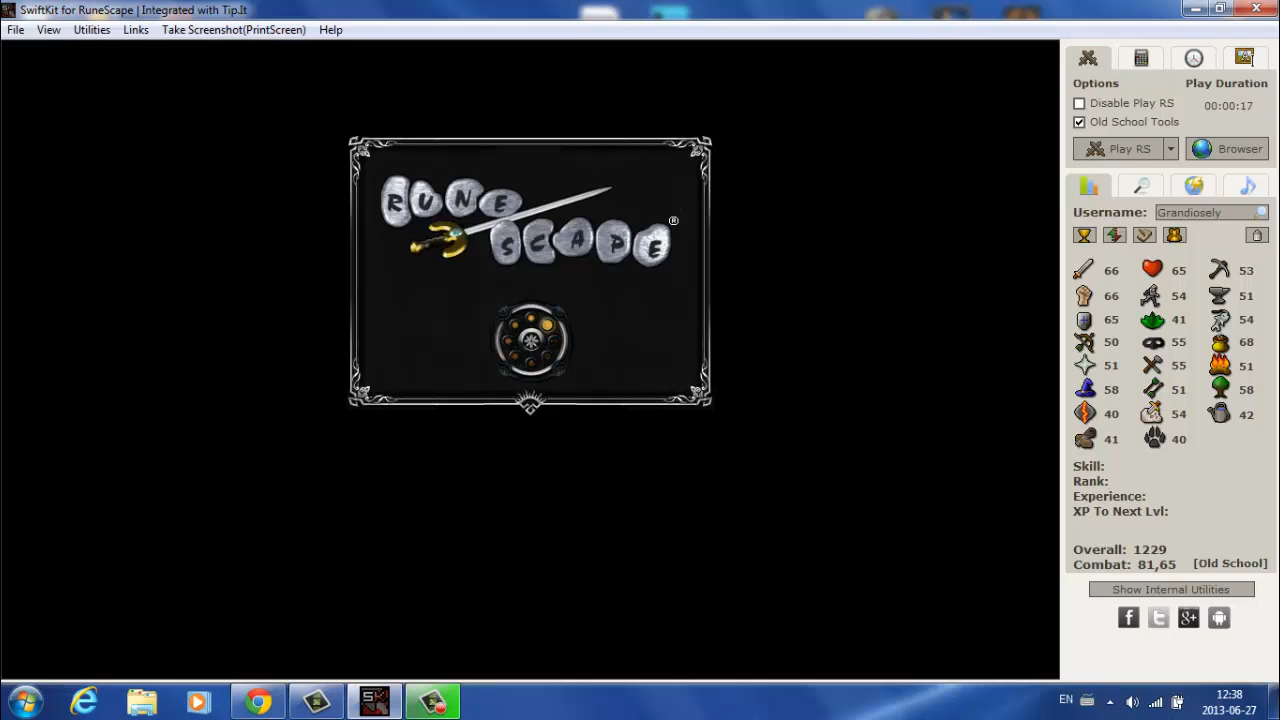 SwiftKit for RuneScape | Integrated with Tip.It
File View Utilities Links Take Screenshot(PrintScreen) Help
RUNE
SCAPE®
Options Play Duration
Disable Play RS 00:00:17
Old School Tools
Play RS Browser
Username: Grandiosely
66 65 53
66 54 51
65 41 54
50 55 68
51 55 51
58 51 58
40 54 42
41 40
Skill:
Rank:
Experience:
XP To Next Lvl:
Overall: 1229
Combat: 81,65 [Old School]
Show Internal Utilities
f t g+
SK
EN 12:38
2013-06-27